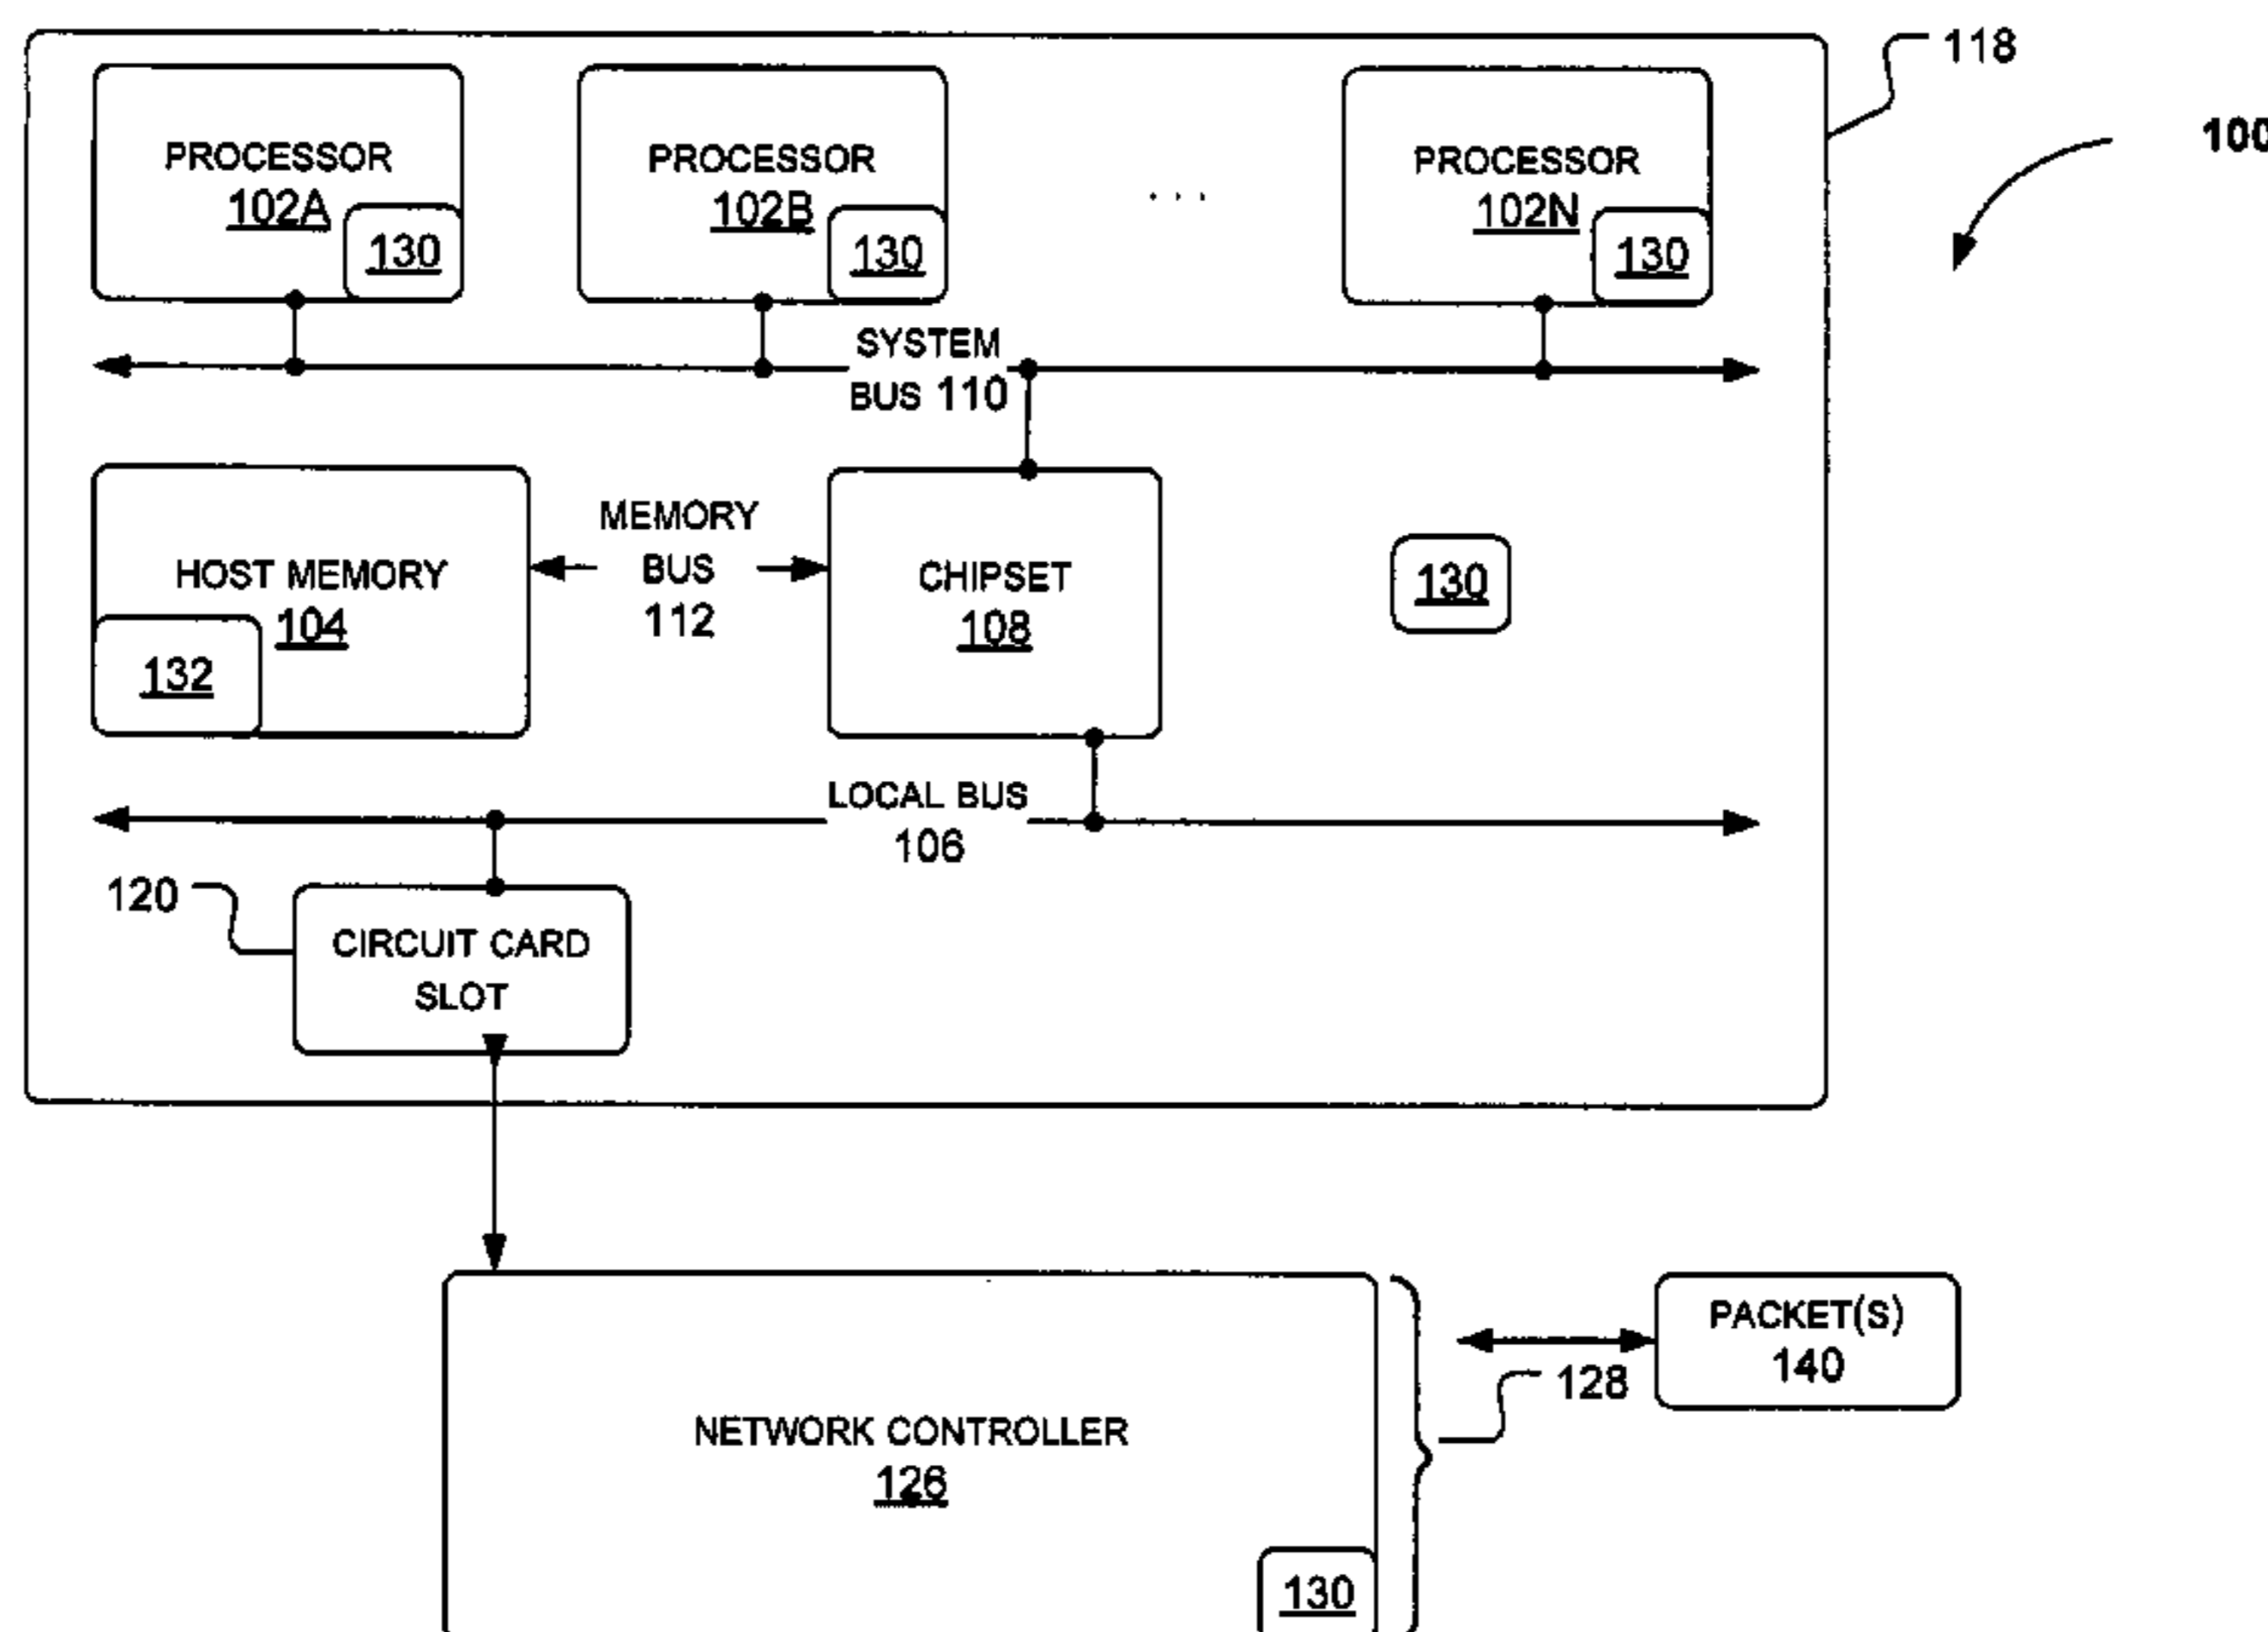 118
100
PROCESSOR
102A
130
PROCESSOR
102B
130
...
PROCESSOR
102N
130
SYSTEM
BUS 110
HOST MEMORY
104
132
MEMORY
BUS
112
CHIPSET
108
130
LOCAL BUS
106
120
CIRCUIT CARD
SLOT
NETWORK CONTROLLER
126
130
128
PACKET(S)
140